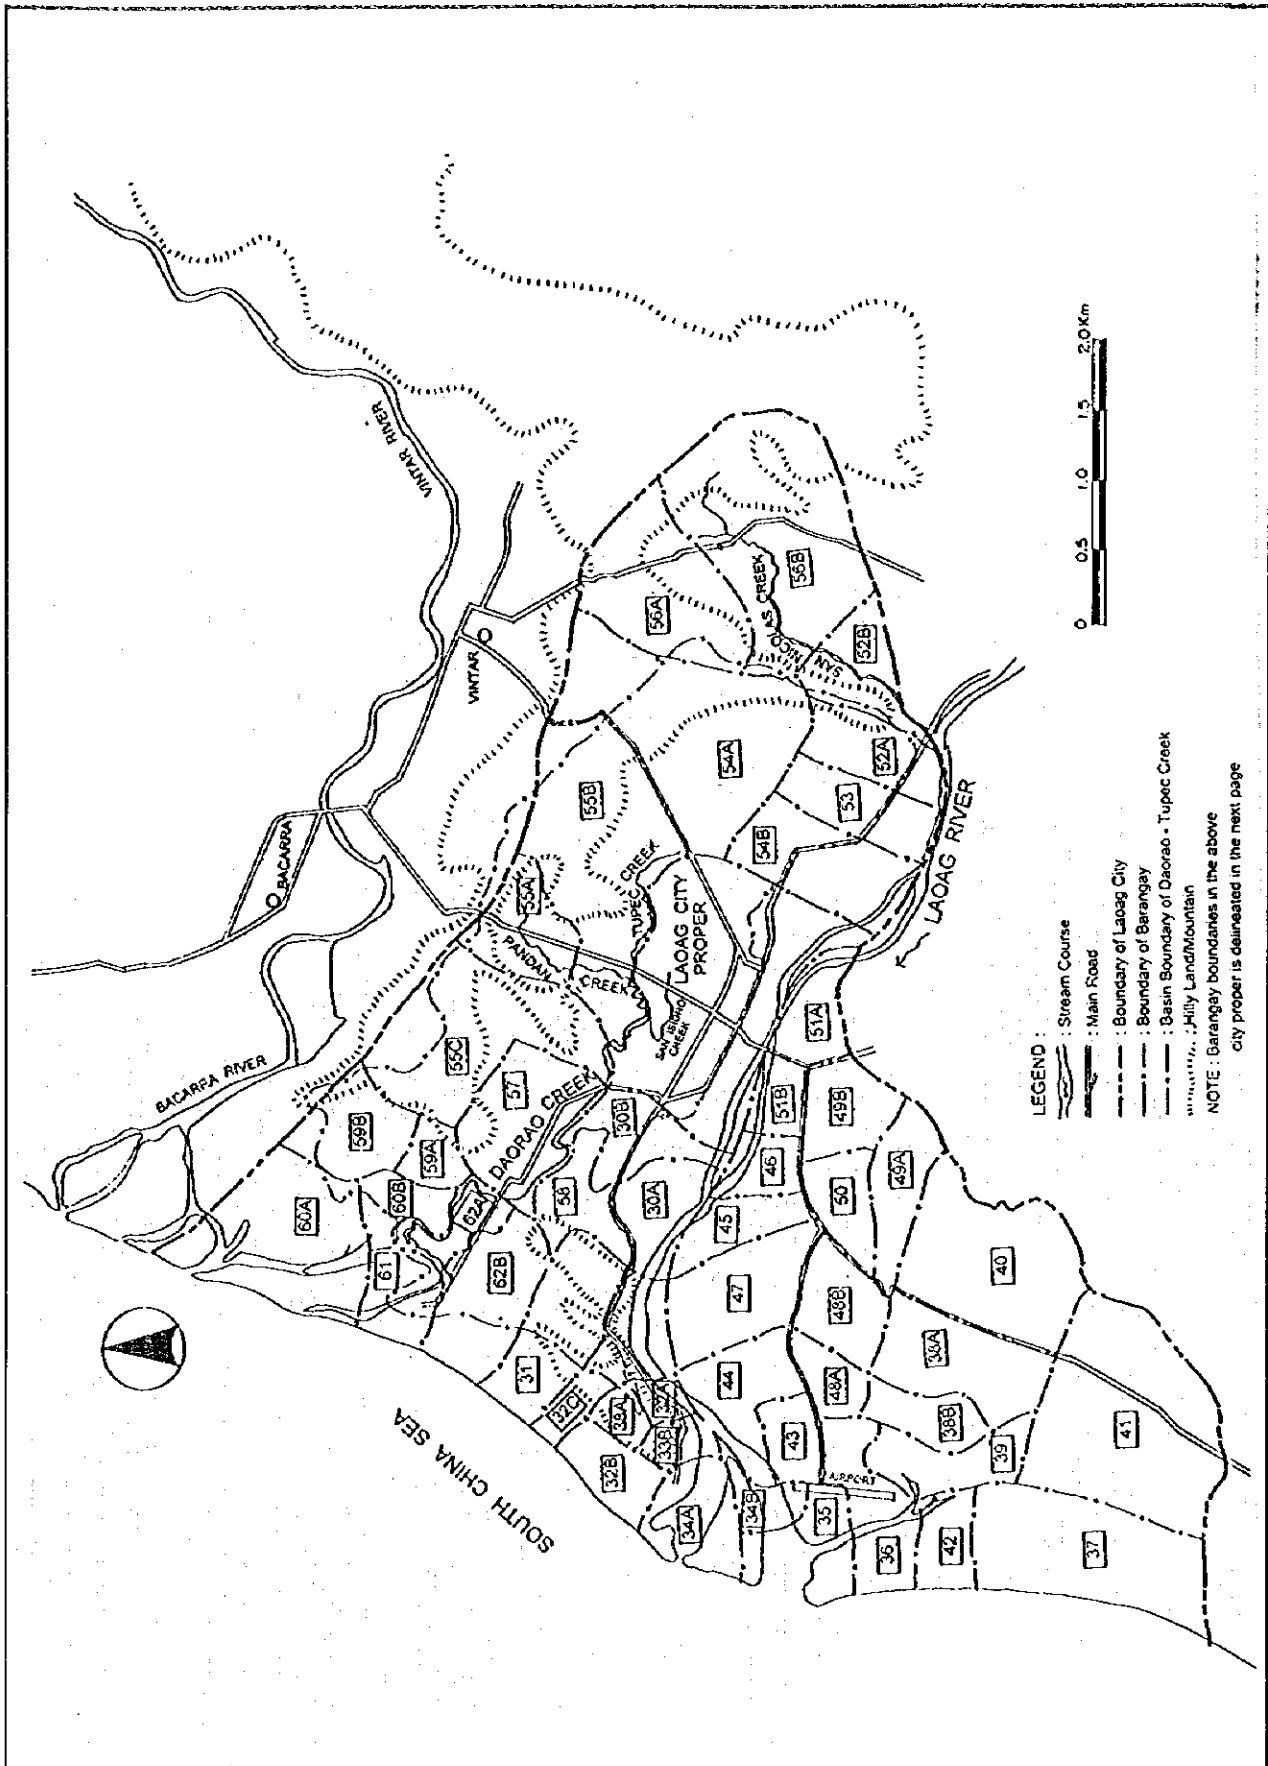 SOUTH CHINA SEA
BACARRA RIVER
VINTAR RIVER
BACARRA
VINTAR
PANDAN
CREEK
TUPEC CREEK
SAN ISIDRO
CREEK
LAOAG CITY
PROPER
DAORAO CREEK
SAN NICOLAS CREEK
LAOAG RIVER
AIRPORT
60A
59B
61
60B
59A
55C
57
62A
62B
58
30B
30A
31
32C
38A
32A
33B
32B
34A
34B
35
36
42
37
43
44
47
45
46
51B
51A
49B
50
49A
48B
48A
38A
38B
39
40
41
55A
55B
54A
54B
53
52A
52B
56A
56B
LEGEND :
: Stream Course
: Main Road
: Boundary of Laoag City
: Boundary of Barangay
: Basin Boundary of Daorao - Tupec Creek
: Hilly Land/Mountain
NOTE : Barangay boundaries in the above
city proper is delineated in the next page
0 0.5 1.0 1.5 2.0 Km